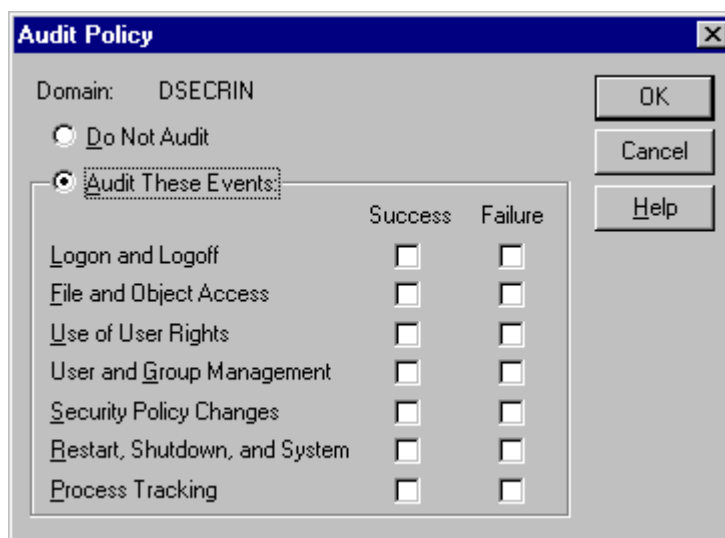 Audit Policy
Domain: DSECRIN
Do Not Audit
Audit These Events:
Success Failure
Logon and Logoff
File and Object Access
Use of User Rights
User and Group Management
Security Policy Changes
Restart, Shutdown, and System
Process Tracking
OK
Cancel
Help